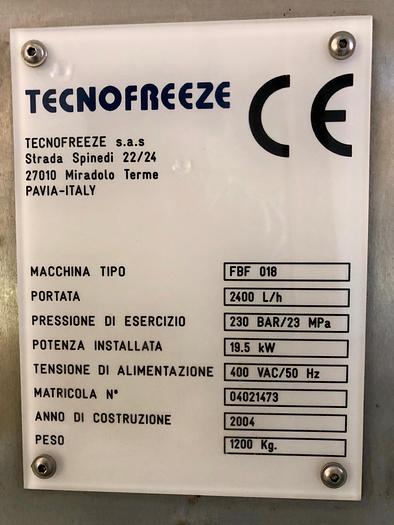 TECNOFREEZE
CE
TECNOFREEZE s.a.s
Strada Spinedi 22/24
27010 Miradolo Terme
PAVIA-ITALY
MACCHINA TIPO FBF 018
PORTATA 2400 L/h
PRESSIONE DI ESERCIZIO 230 BAR/23 MPa
POTENZA INSTALLATA 19.5 kW
TENSIONE DI ALIMENTAZIONE 400 VAC/50 Hz
MATRICOLA N° 04021473
ANNO DI COSTRUZIONE 2004
PESO 1200 Kg.